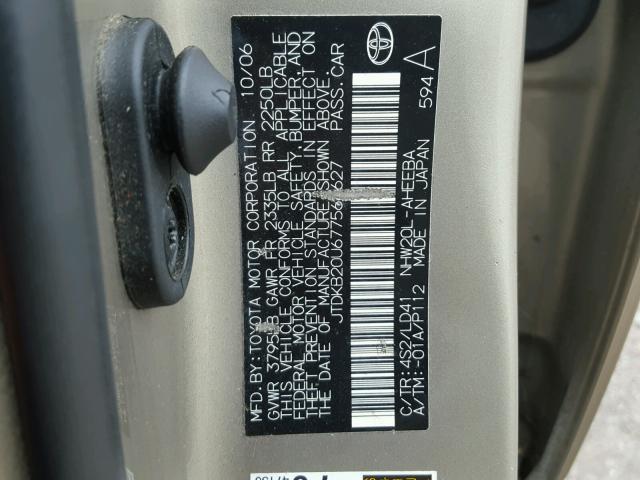 MFD. BY: TOYOTA MOTOR CORPORATION 10/06
GVWR 3795LB GAWR FR 2335LB RR 2250LB
THIS VEHICLE CONFORMS TO ALL APPLICABLE
FEDERAL MOTOR VEHICLE SAFETY, BUMPER, AND
THEFT PREVENTION STANDARDS IN EFFECT ON
THE DATE OF MANUFACTURE SHOWN ABOVE.
PASS. CAR
C/TR: 4S2/LD41 NHW20L-AHEEBA
A/TM: -01A/P112 MADE IN JAPAN 594 A